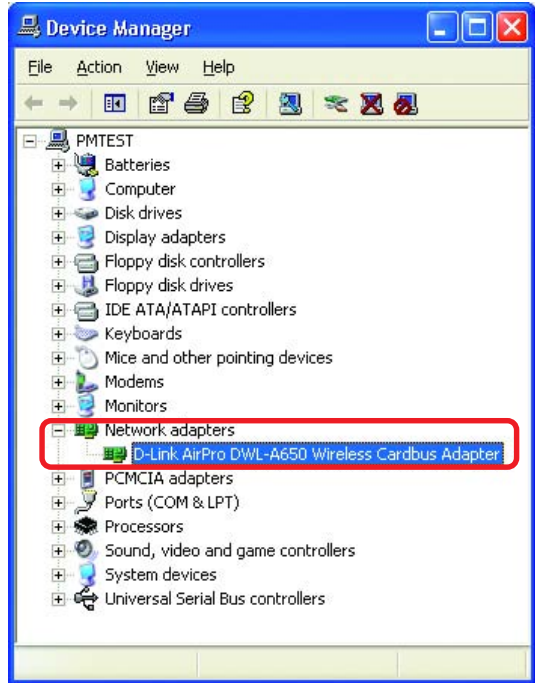 Device Manager
File Action View Help
PMTEST
Batteries
Computer
Disk drives
Display adapters
Floppy disk controllers
Floppy disk drives
IDE ATA/ATAPI controllers
Keyboards
Mice and other pointing devices
Modems
Monitors
Network adapters
D-Link AirPro DWL-A650 Wireless Cardbus Adapter
PCMCIA adapters
Ports (COM & LPT)
Processors
Sound, video and game controllers
System devices
Universal Serial Bus controllers